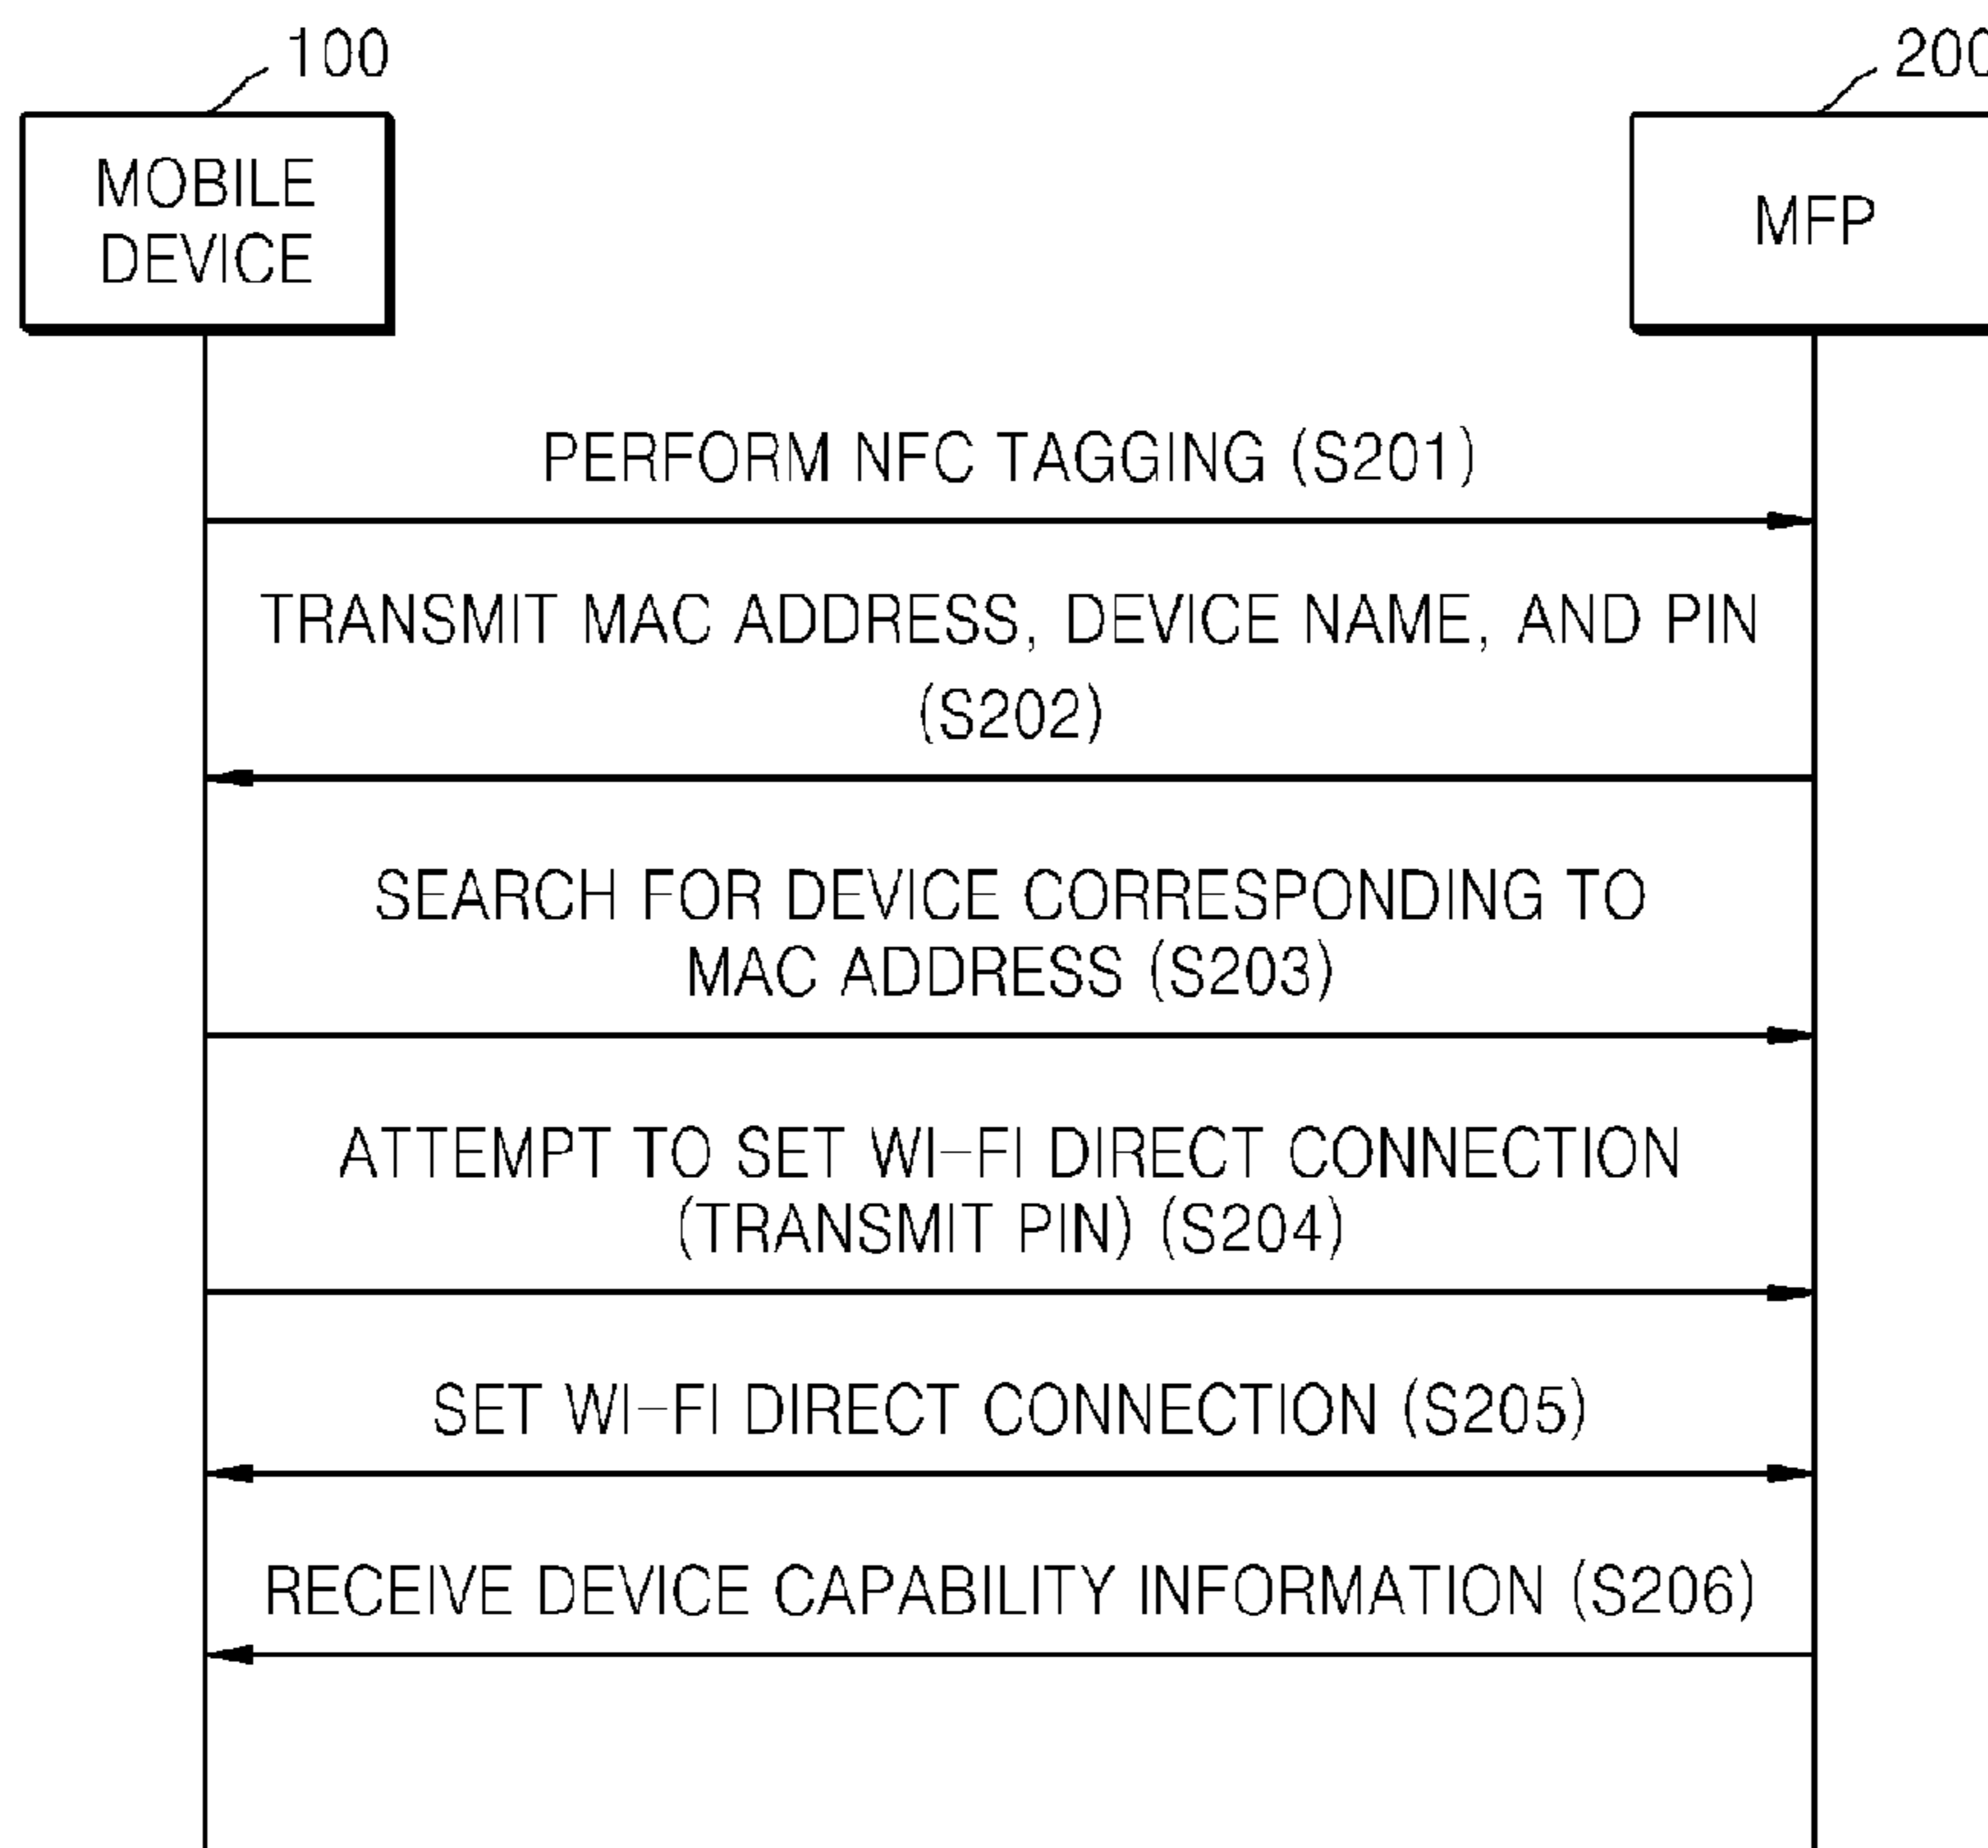 100
200
MOBILE
DEVICE
MFP
PERFORM NFC TAGGING (S201)
TRANSMIT MAC ADDRESS, DEVICE NAME, AND PIN
(S202)
SEARCH FOR DEVICE CORRESPONDING TO
MAC ADDRESS (S203)
ATTEMPT TO SET WI-FI DIRECT CONNECTION
(TRANSMIT PIN) (S204)
SET WI-FI DIRECT CONNECTION (S205)
RECEIVE DEVICE CAPABILITY INFORMATION (S206)